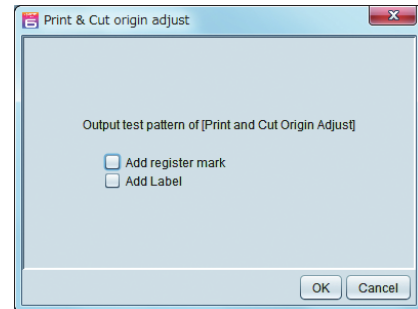 Print & Cut origin adjust
Output test pattern of [Print and Cut Origin Adjust]
Add register mark
Add Label
OK Cancel